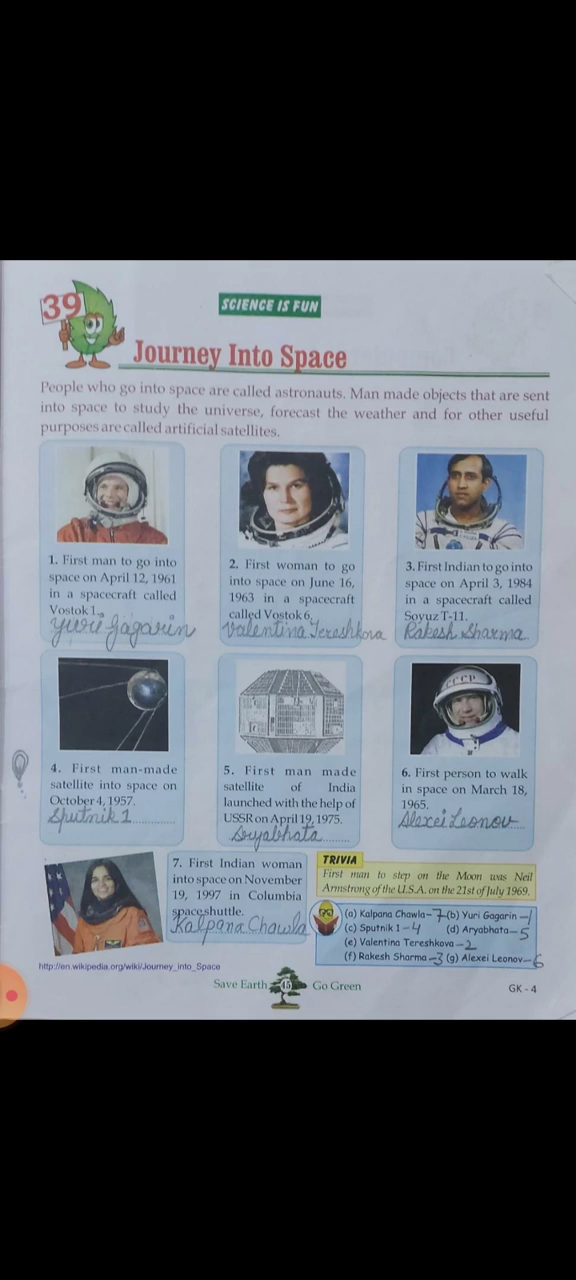 39
SCIENCE IS FUN
Journey Into Space
People who go into space are called astronauts. Man made objects that are sent
into space to study the universe, forecast the weather and for other useful
purposes are called artificial satellites.
1. First man to go into
space on April 12, 1961
in a spacecraft called
Vostok 1.
Yuri Gagarin
2. First woman to go
into space on June 16,
1963 in a spacecraft
called Vostok 6.
Valentina Tereshkova
3. First Indian to go into
space on April 3, 1984
in a spacecraft called
Soyuz T-11.
Rakesh Sharma
4. First man-made
satellite into space on
October 4, 1957.
Sputnik 1
5. First man made
satellite of India
launched with the help of
USSR on April 19, 1975.
Aryabhata
CCCP
6. First person to walk
in space on March 18,
1965.
Alexei Leonov
7. First Indian woman
into space on November
19, 1997 in Columbia
space shuttle.
Kalpana Chawla
TRIVIA
First man to step on the Moon was Neil
Armstrong of the U.S.A. on the 21st of July 1969.
(a) Kalpana Chawla - 7 (b) Yuri Gagarin - 1
(c) Sputnik 1 - 4 (d) Aryabhata - 5
(e) Valentina Tereshkova - 2
(f) Rakesh Sharma - 3 (g) Alexei Leonov - 6
http://en.wikipedia.org/wiki/Journey_into_Space
Save Earth 45 Go Green
GK - 4